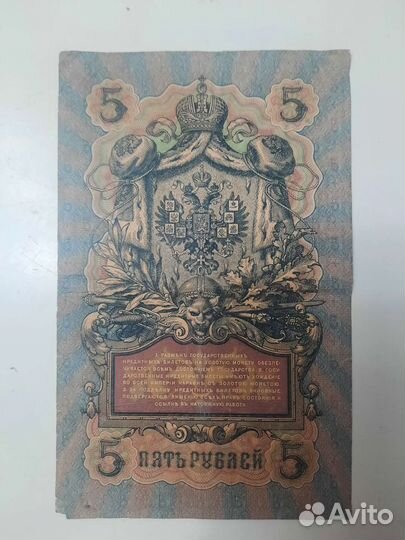 5 5
1. РАЗМѢНЪ ГОСУДАРСТВЕННЫХЪ
КРЕДИТНЫХЪ БИЛЕТОВЪ НА ЗОЛОТУЮ МОНЕТУ ОБЕЗПЕ-
ЧИВАЕТСЯ ВСѢМЪ ДОСТОЯНІЕМЪ ГОСУДАРСТВА. 2. ГОСУ-
ДАРСТВЕННЫЕ КРЕДИТНЫЕ БИЛЕТЫ ИМѢЮТЪ ХОЖДЕНІЕ
ВО ВСЕЙ ИМПЕРІИ НАРАВНѢ СЪ ЗОЛОТОЮ МОНЕТОЮ.
3. ЗА ПОДДѢЛКУ КРЕДИТНЫХЪ БИЛЕТОВЪ ВИНОВНЫЕ
ПОДВЕРГАЮТСЯ ЛИШЕНІЮ ВСѢХЪ ПРАВЪ СОСТОЯНІЯ И
ССЫЛКѢ ВЪ КАТОРЖНУЮ РАБОТУ.
5 ПЯТЬ РУБЛЕЙ 5
Avito